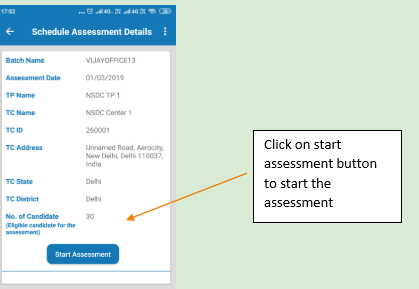 17:52
... 4G 4G
Schedule Assessment Details
Batch Name VIJAYOFFICE13
Assessment Date 01/03/2019
TP Name NSDC TP 1
TC Name NSDC Center 1
TC ID 260001
TC Address Unnamed Road, Aerocity,
New Delhi, Delhi 110037,
India
TC State Delhi
TC District Delhi
No. of Candidate 30
(Eligible candidate for the
assessment)
Start Assessment
Click on start
assessment button
to start the
assessment